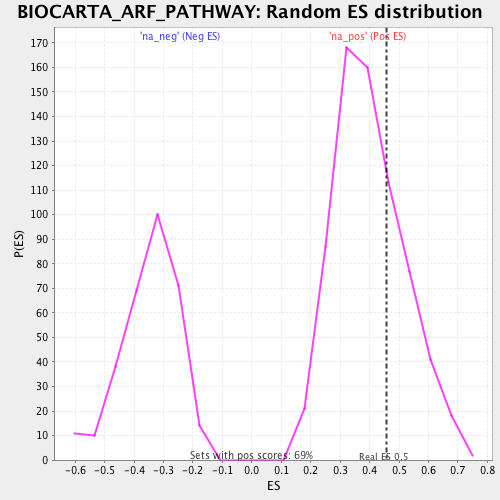 BIOCARTA_ARF_PATHWAY: Random ES distribution
'na_neg' (Neg ES)
'na_pos' (Pos ES)
170
160
150
140
130
120
110
100
90
80
70
60
50
40
30
20
10
0
P(ES)
Sets with pos scores: 69%
Real ES 0.5
-0.6 -0.5 -0.4 -0.3 -0.2 -0.1 0.0 0.1 0.2 0.3 0.4 0.5 0.6 0.7 0.8
ES